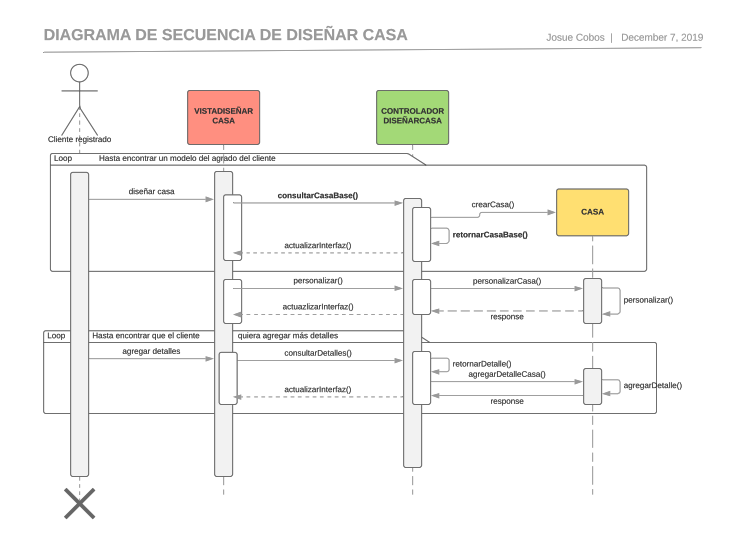 DIAGRAMA DE SECUENCIA DE DISEÑAR CASA
Josue Cobos | December 7, 2019
VISTADISEÑAR
CASA
CONTROLADOR
DISEÑARCASA
Cliente registrado
Loop Hasta encontrar un modelo del agrado del cliente
diseñar casa
consultarCasaBase()
crearCasa()
CASA
retornarCasaBase()
actualizarInterfaz()
personalizar()
personalizarCasa()
personalizar()
actuazlizarInterfaz()
response
Loop Hasta encontrar que el cliente quiera agregar más detalles
agregar detalles
consultarDetalles()
retornarDetalle()
agregarDetalleCasa()
agregarDetalle()
actualizarInterfaz()
response